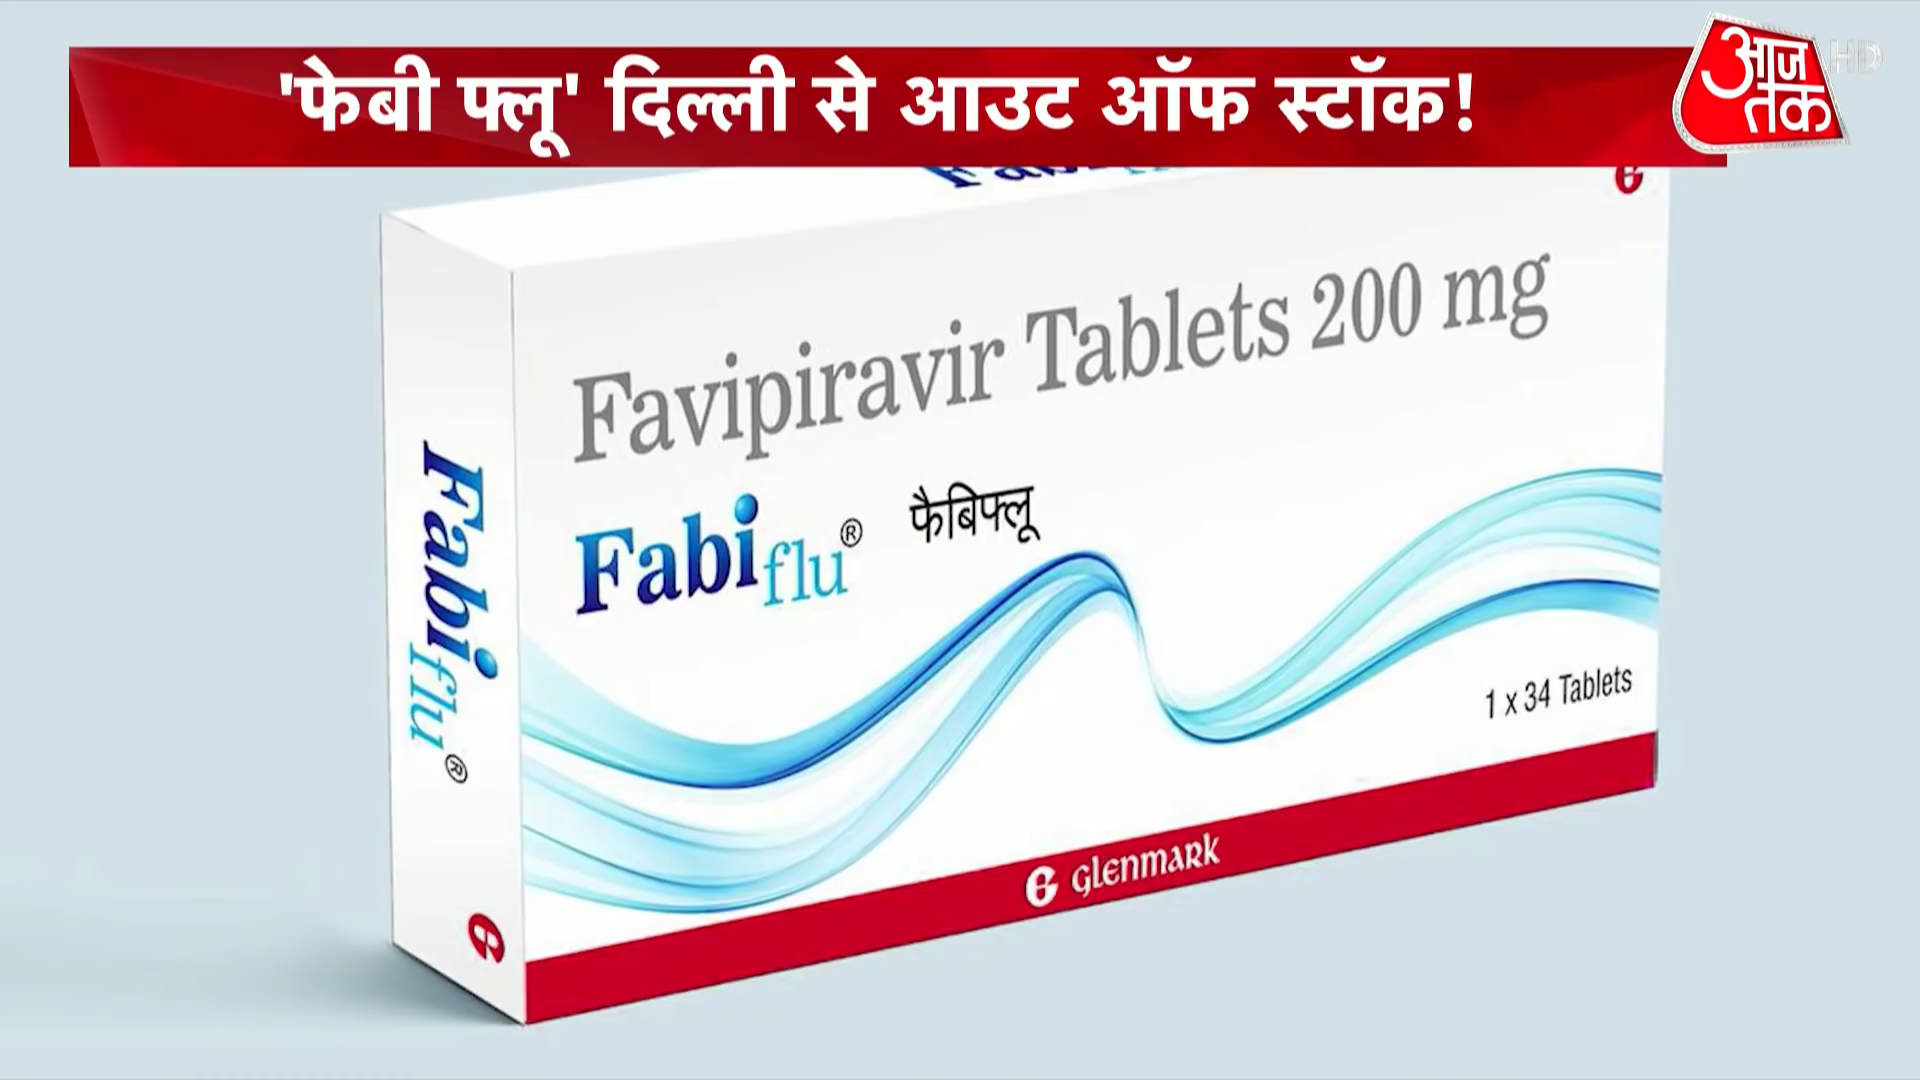 'फेबी फ्लू' दिल्ली से आउट ऑफ स्टॉक!
आज
तक
HD
Favipiravir Tablets 200 mg
Fabiflu® फैबिफ्लू
Fabiflu®
1 x 34 Tablets
glenmark